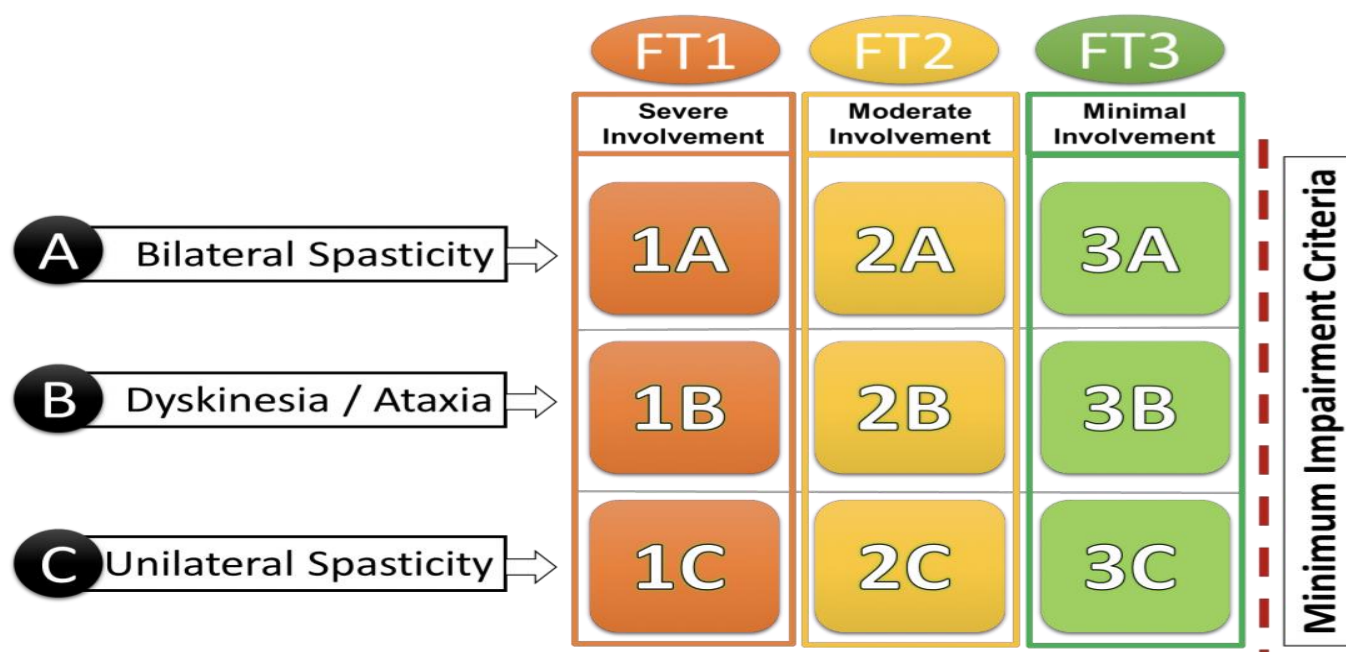 FT1 FT2 FT3
Severe Involvement
Moderate Involvement
Minimal Involvement
A Bilateral Spasticity 1A 2A 3A
B Dyskinesia / Ataxia 1B 2B 3B
C Unilateral Spasticity 1C 2C 3C
Minimum Impairment Criteria